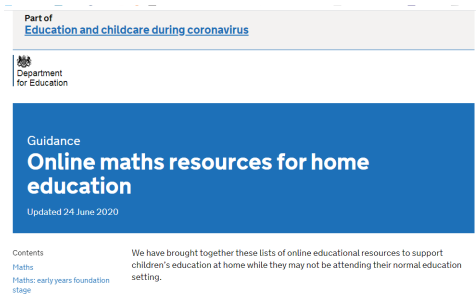 Part of
Education and childcare during coronavirus
Department
for Education
Guidance
Online maths resources for home
education
Updated 24 June 2020
Contents
Maths
Maths: early years foundation
stage
We have brought together these lists of online educational resources to support
children's education at home while they may not be attending their normal education
setting.